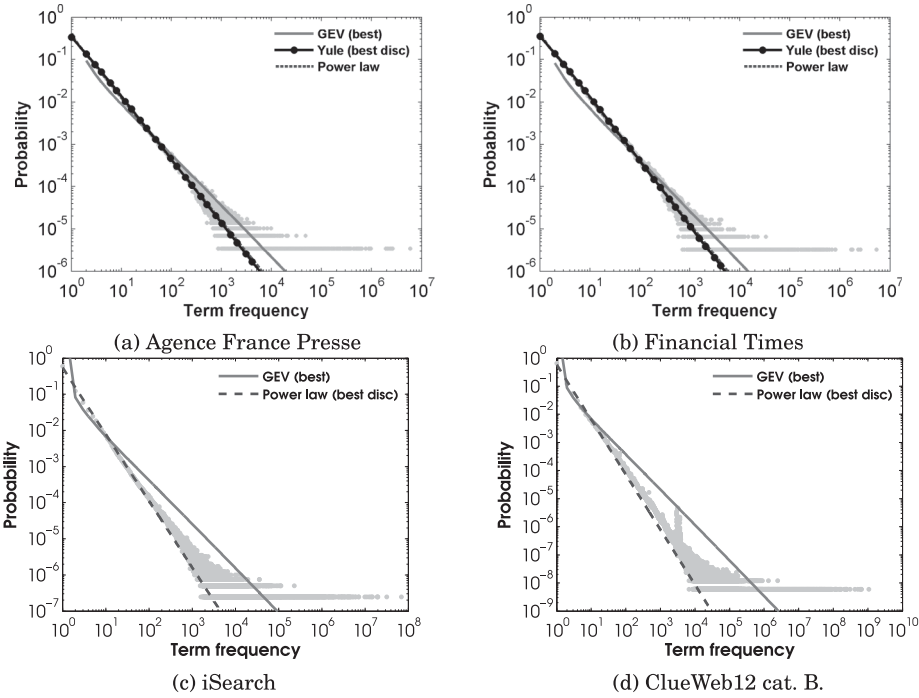 10^0
GEV (best)
Yule (best disc)
Power law
10^-1
10^-2
10^-3
10^-4
10^-5
10^-6
Probability
10^0 10^1 10^2 10^3 10^4 10^5 10^6 10^7
Term frequency
(a) Agence France Presse
10^0
GEV (best)
Yule (best disc)
Power law
10^-1
10^-2
10^-3
10^-4
10^-5
10^-6
Probability
10^0 10^1 10^2 10^3 10^4 10^5 10^6 10^7
Term frequency
(b) Financial Times
10^0
GEV (best)
Power law (best disc)
10^-1
10^-2
10^-3
10^-4
10^-5
10^-6
10^-7
Probability
10^0 10^1 10^2 10^3 10^4 10^5 10^6 10^7 10^8
Term frequency
(c) iSearch
10^0
GEV (best)
Power law (best disc)
10^-1
10^-2
10^-3
10^-4
10^-5
10^-6
10^-7
10^-8
10^-9
Probability
10^0 10^1 10^2 10^3 10^4 10^5 10^6 10^7 10^8 10^9 10^10
Term frequency
(d) ClueWeb12 cat. B.